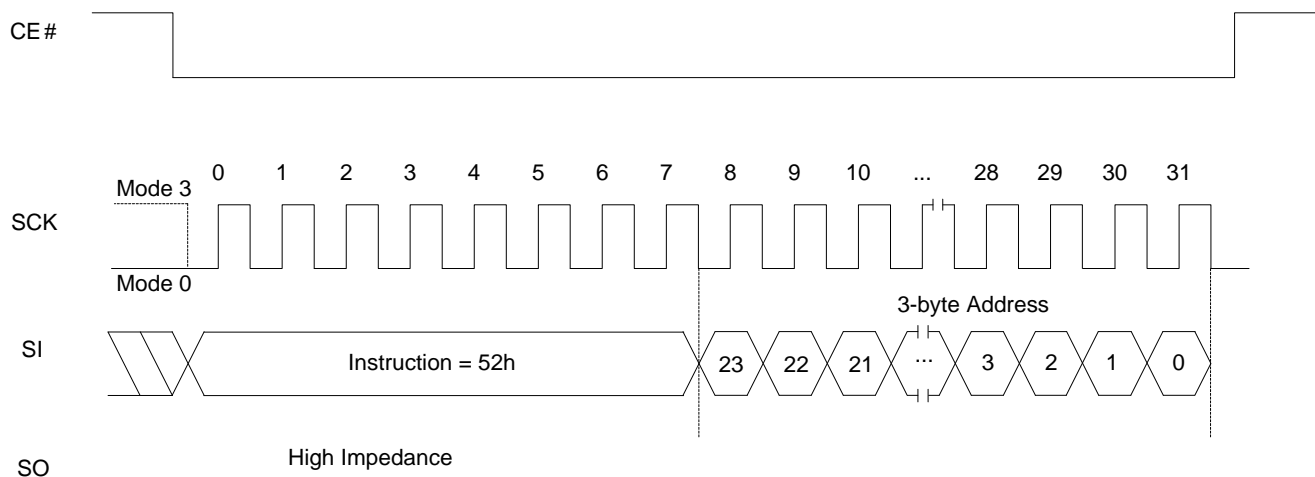 CE#
0 1 2 3 4 5 6 7 8 9 10 ... 28 29 30 31
Mode 3
SCK
Mode 0
3-byte Address
SI
Instruction = 52h 23 22 21 ... 3 2 1 0
High Impedance
SO